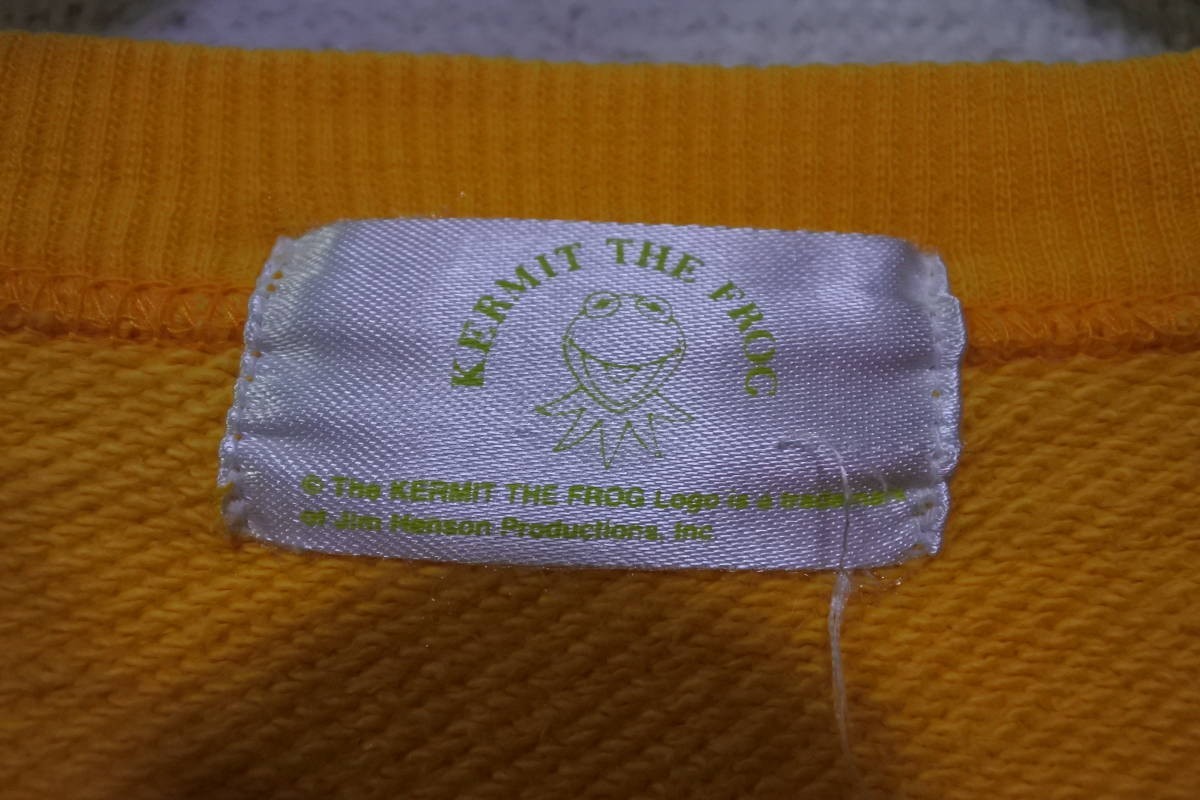 KERMIT THE FROG
© The KERMIT THE FROG Logo is a trademark
of Jim Henson Productions, Inc